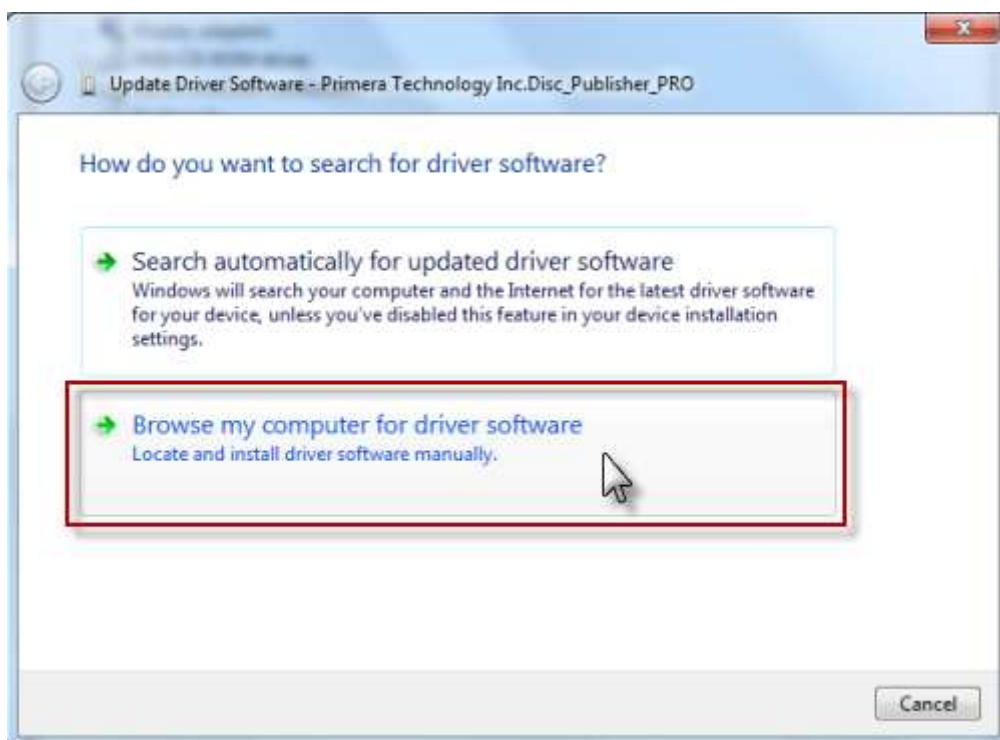 Update Driver Software - Primera Technology Inc.Disc_Publisher_PRO
How do you want to search for driver software?
Search automatically for updated driver software
Windows will search your computer and the Internet for the latest driver software
for your device, unless you've disabled this feature in your device installation
settings.
Browse my computer for driver software
Locate and install driver software manually.
Cancel